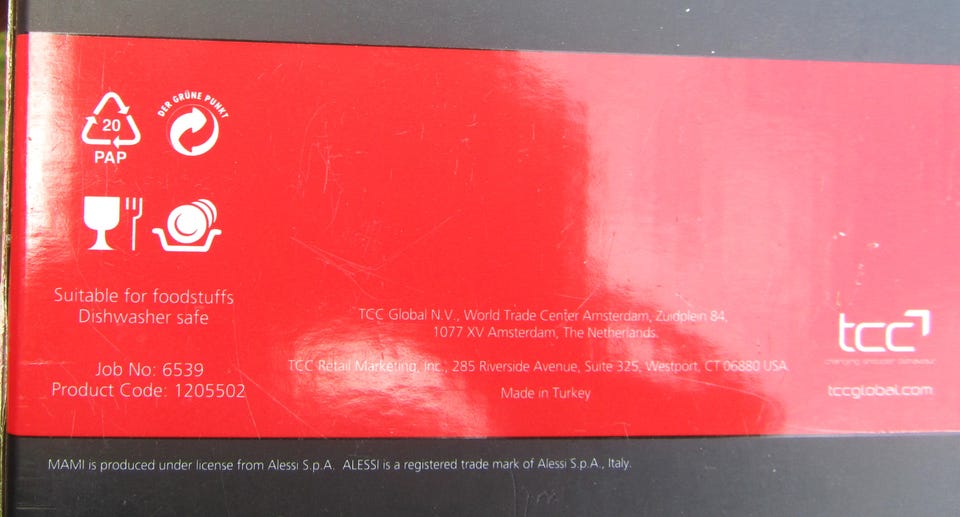 20
PAP
DER GRÜNE PUNKT
Suitable for foodstuffs
Dishwasher safe
Job No: 6539
Product Code: 1205502
TCC Global N.V., World Trade Center Amsterdam, Zuidplein 84,
1077 XV Amsterdam, The Netherlands.
TCC Retail Marketing, Inc., 285 Riverside Avenue, Suite 325, Westport, CT 06880 USA
Made in Turkey
tcc
changing shopper behaviour
tccglobal.com
MAMI is produced under license from Alessi S.p.A. ALESSI is a registered trade mark of Alessi S.p.A., Italy.